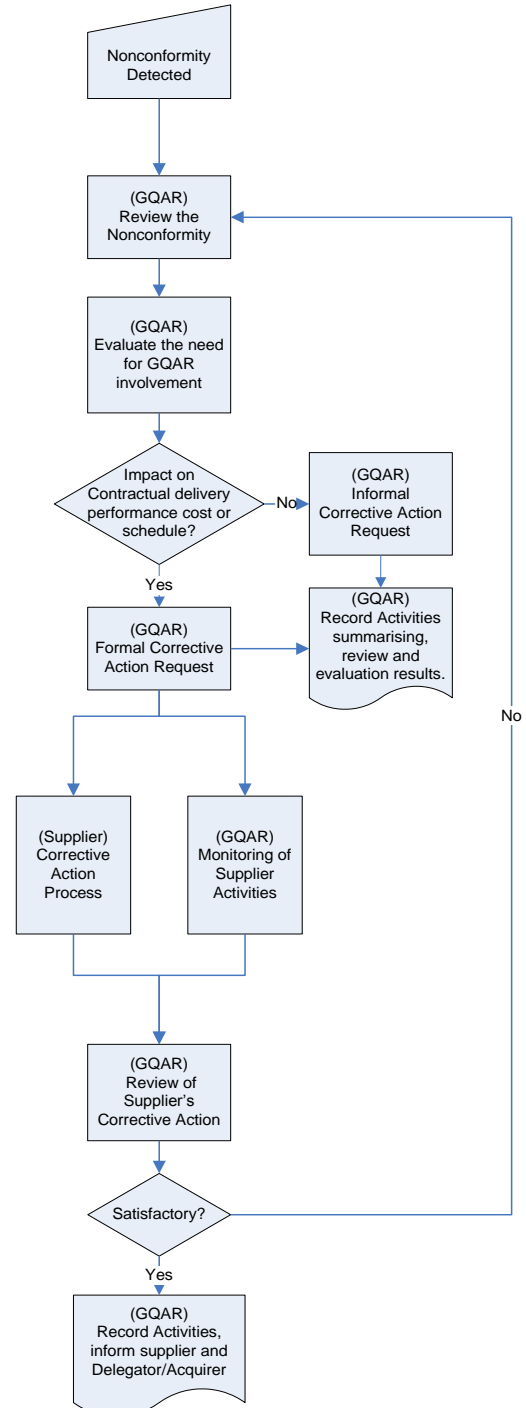 Nonconformity
Detected
(GQAR)
Review the
Nonconformity
(GQAR)
Evaluate the need
for GQAR
involvement
Impact on
Contractual delivery
performance cost or
schedule?
No
(GQAR)
Informal
Corrective Action
Request
Yes
(GQAR)
Formal Corrective
Action Request
(GQAR)
Record Activities
summarising,
review and
evaluation results.
No
(Supplier)
Corrective
Action
Process
(GQAR)
Monitoring of
Supplier
Activities
(GQAR)
Review of
Supplier’s
Corrective Action
Satisfactory?
Yes
(GQAR)
Record Activities,
inform supplier and
Delegator/Acquirer